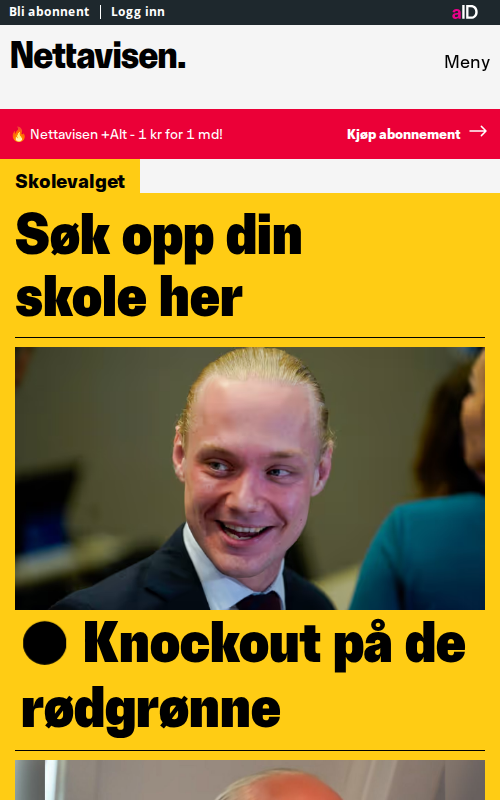 Bli abonnent | Logg inn
aID
Nettavisen.
Meny
🔥 Nettavisen +Alt - 1 kr for 1 md!
Kjøp abonnement →
Skolevalget
Søk opp din
skole her
● Knockout på de
rødgrønne